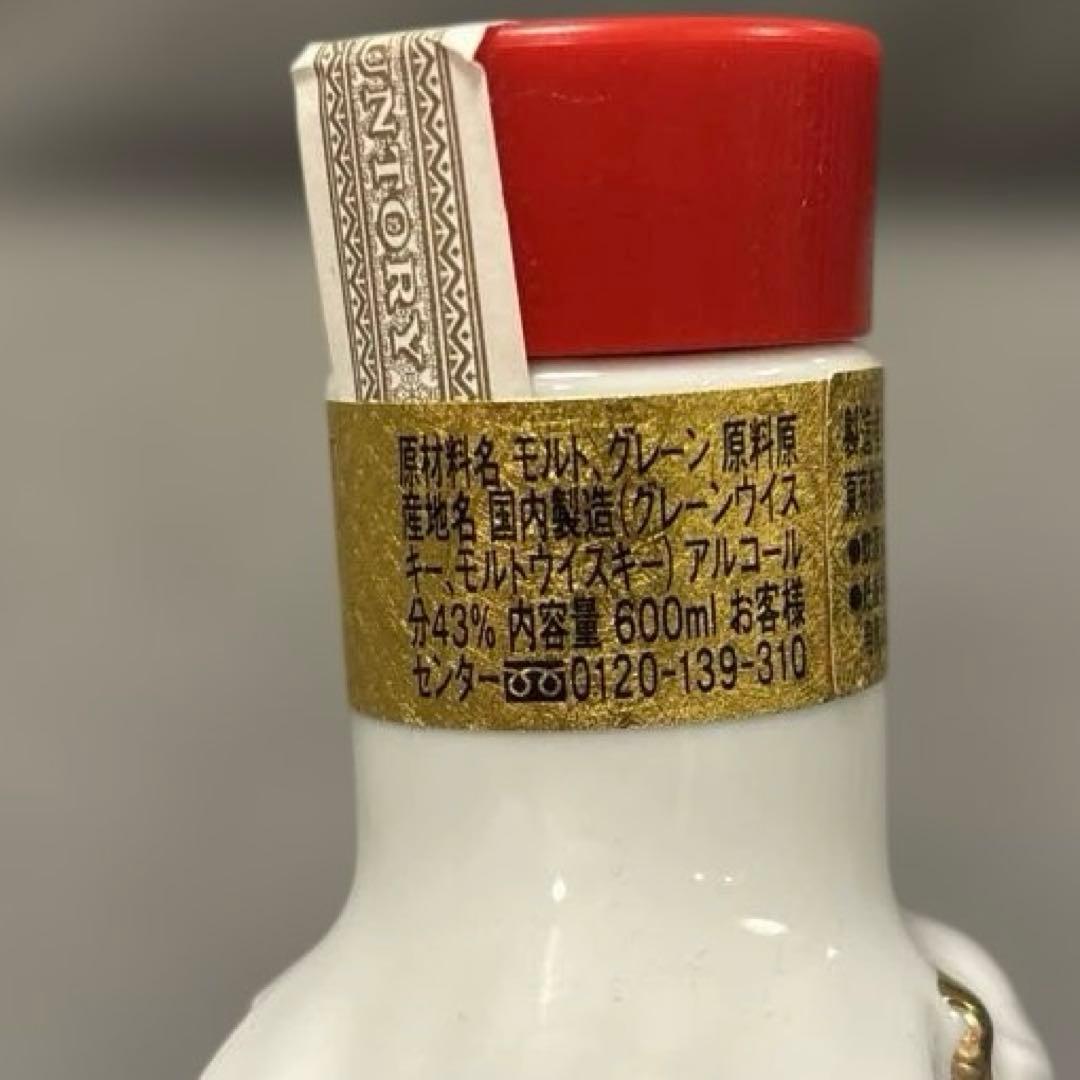 UNTORY
原材料名 モルト、グレーン 原料原
産地名 国内製造(グレーンウイス
キー、モルトウイスキー) アルコール
分43% 内容量 600ml お客様
センター 0120-139-310